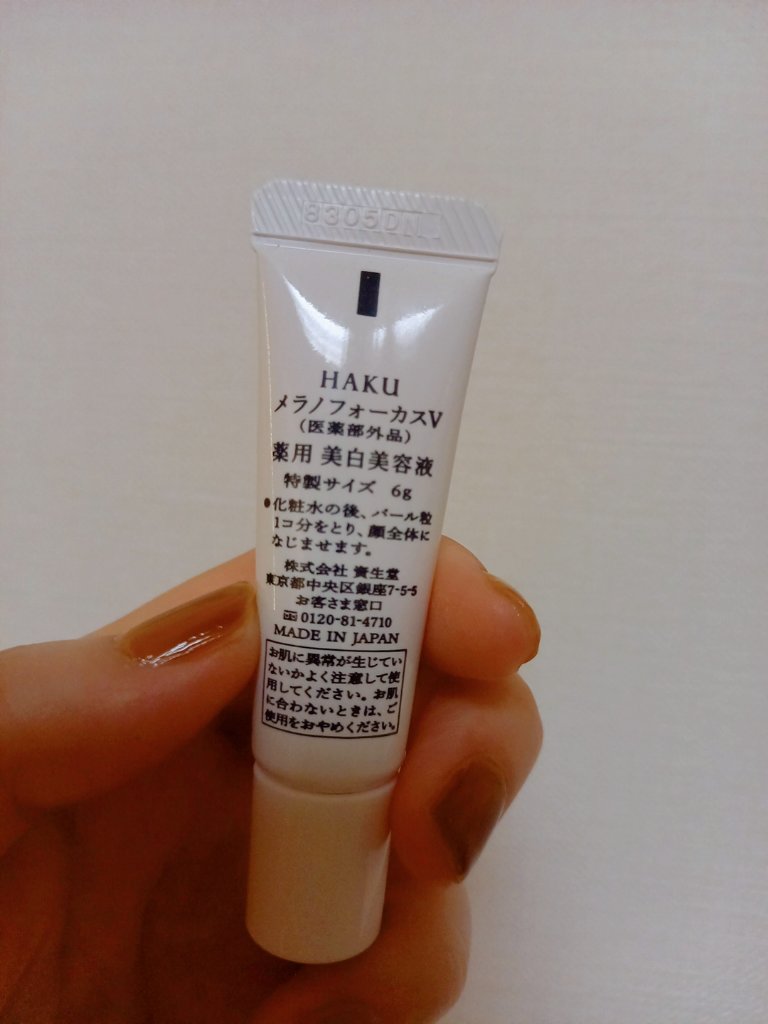 8305DN
HAKU
メラノフォーカスV
(医薬部外品)
薬用 美白美容液
特製サイズ 6g
●化粧水の後、パール粒
1コ分をとり、顔全体に
なじませます。
株式会社 資生堂
東京都中央区銀座7-5-5
お客さま窓口
0120-81-4710
MADE IN JAPAN
お肌に異常が生じてい
ないかよく注意して使
用してください。お肌
に合わないときは、ご
使用をおやめください。